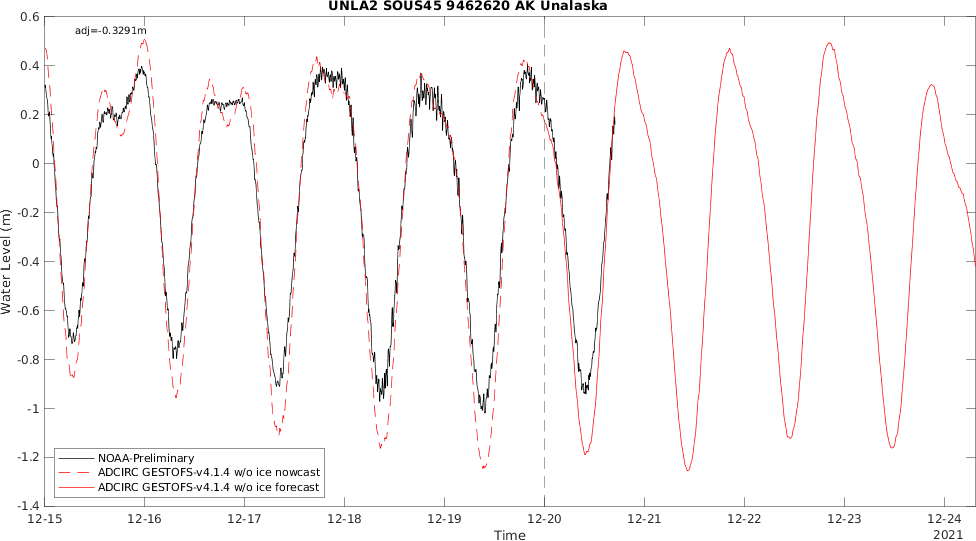 UNLA2 SOUS45 9462620 AK Unalaska
adj=-0.3291m
0.6
0.4
0.2
0
-0.2
-0.4
-0.6
-0.8
-1
-1.2
-1.4
Water Level (m)
NOAA-Preliminary
ADCIRC GESTOFS-v4.1.4 w/o ice nowcast
ADCIRC GESTOFS-v4.1.4 w/o ice forecast
12-15 12-16 12-17 12-18 12-19 12-20 12-21 12-22 12-23 12-24
2021
Time